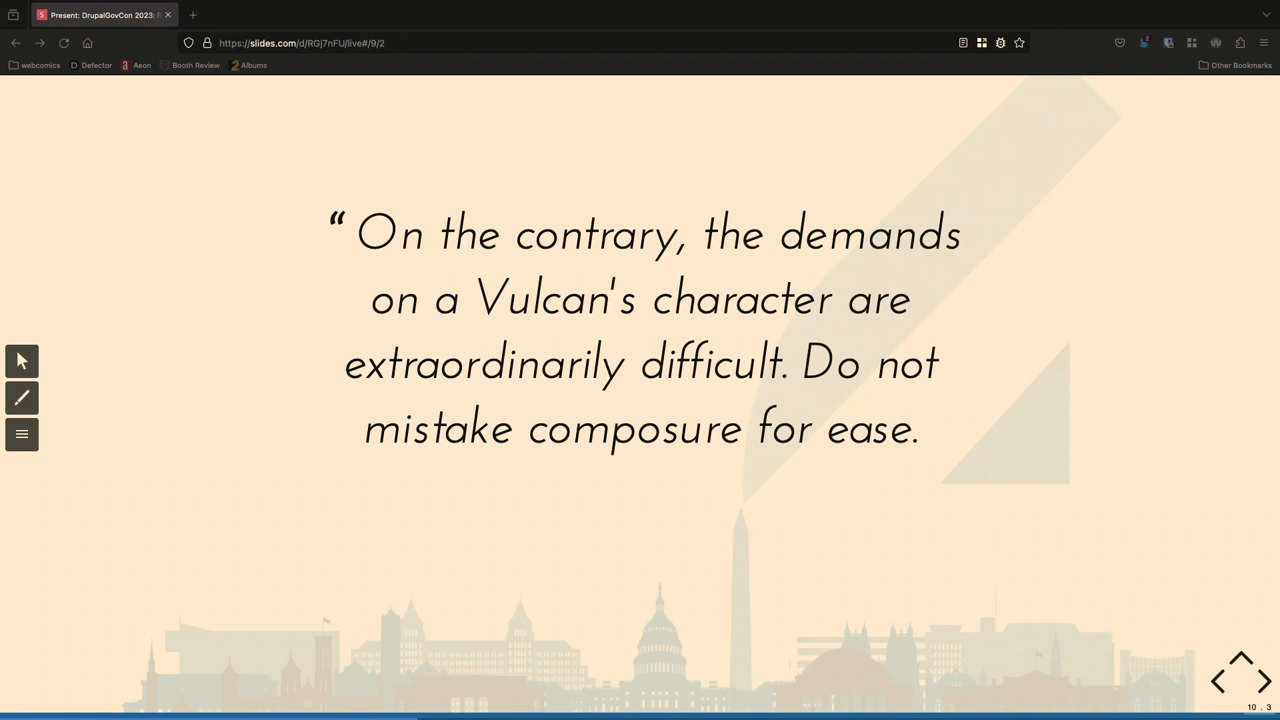 Present: DrupalGovCon 2023:
https://slides.com/d/RGj7nFU/live#/9/2
webcomics
Defector
Aeon
Booth Review
Albums
Other Bookmarks
“ On the contrary, the demands
on a Vulcan's character are
extraordinarily difficult. Do not
mistake composure for ease.
10 . 3